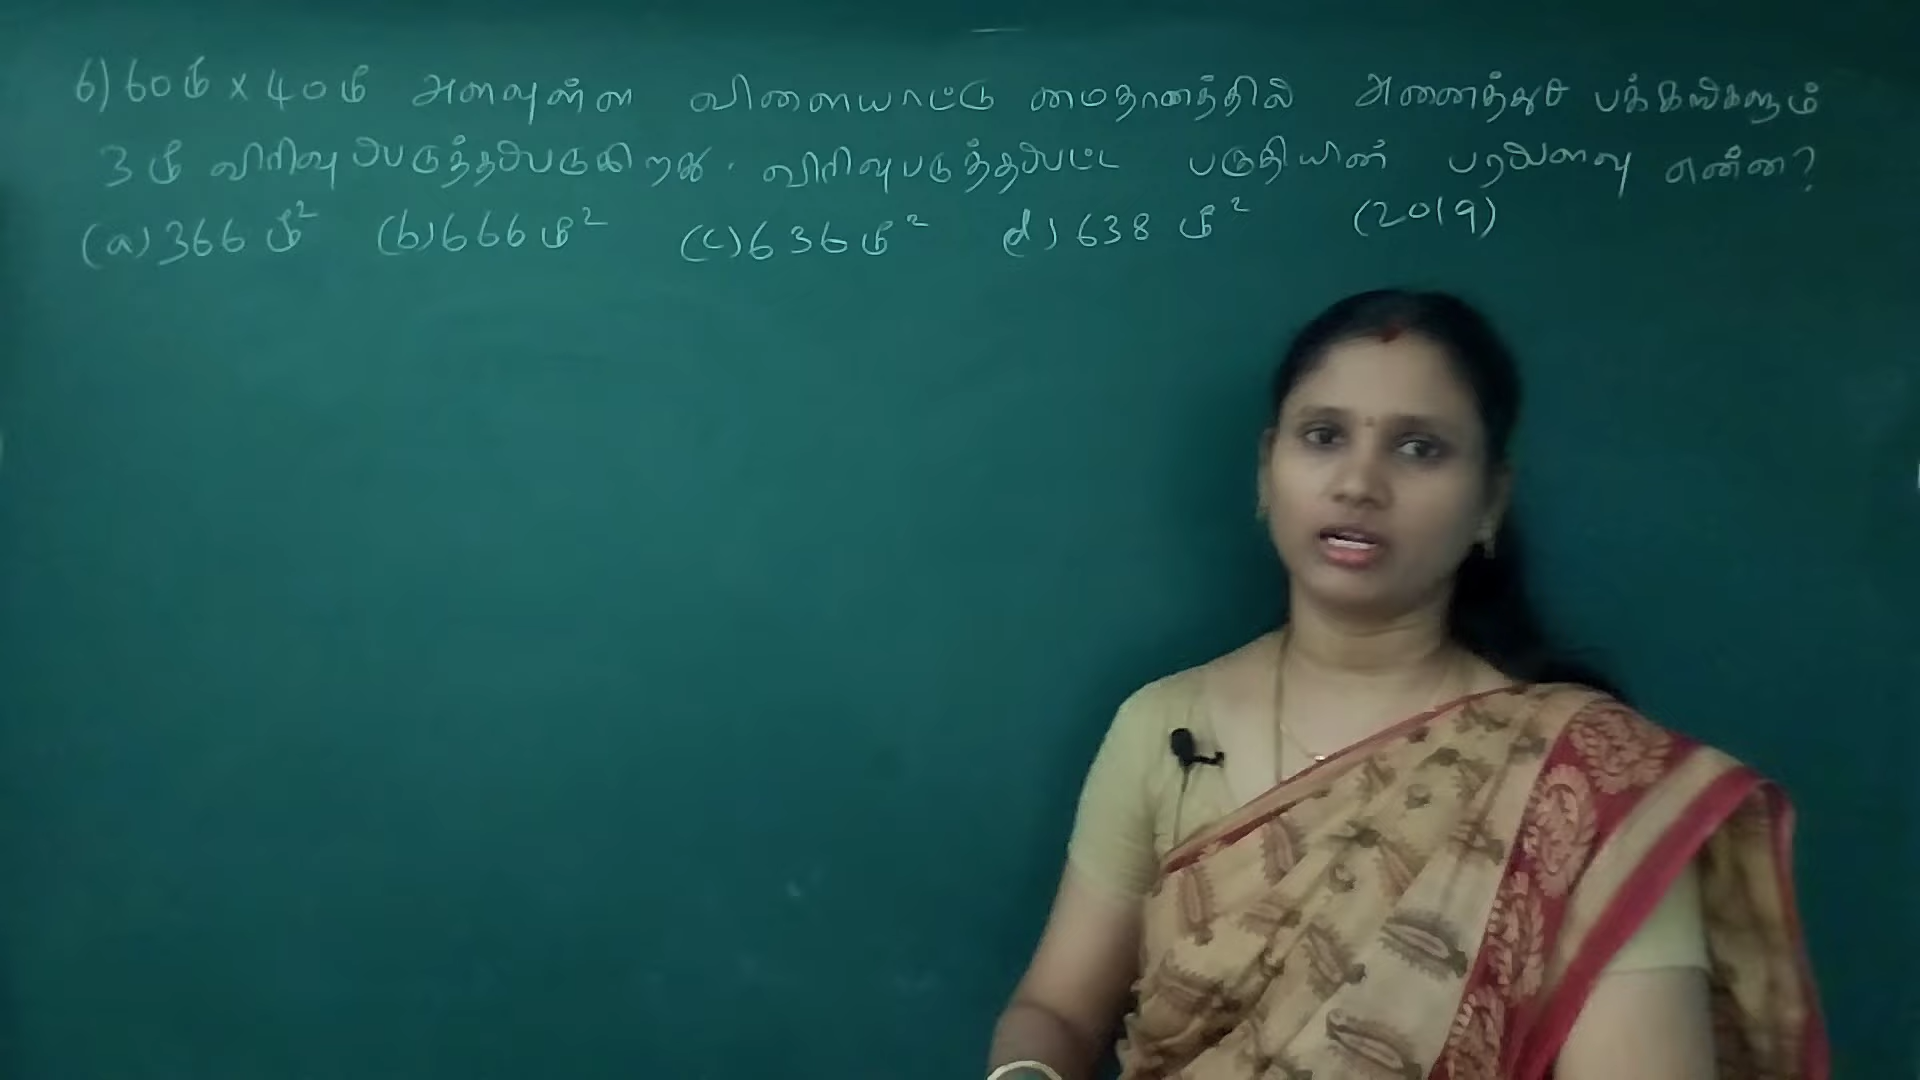 6) 60மீ x 40மீ அளவுள்ள விளையாட்டு மைதானத்தில் அனைத்துச் பக்கங்களும்
3மீ விரிவுபடுத்தப்படுகிறது. விரிவுபடுத்தப்பட்ட பகுதியின் பரப்பளவு என்ன?
(a) 366 மீ² (b) 666 மீ² (c) 636 மீ² d) 638 மீ² (2019)